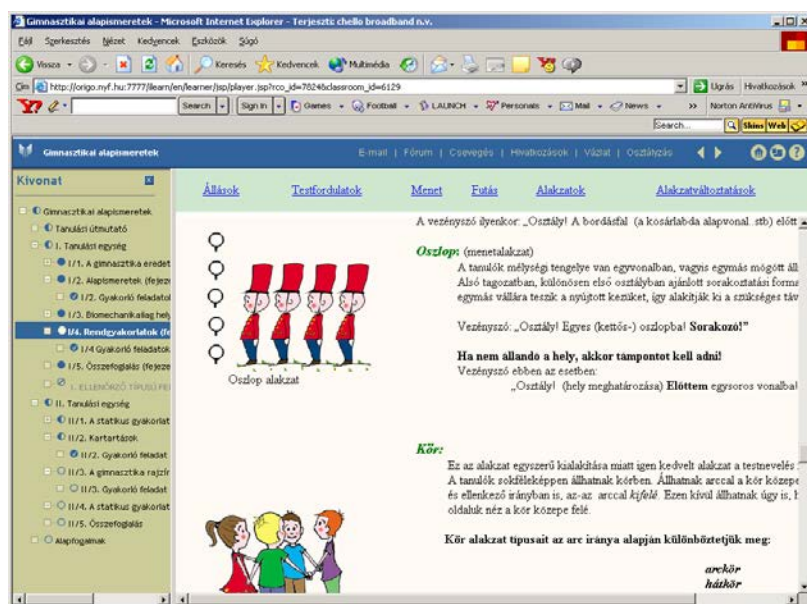 Gimnasztikai alapismeretek - Microsoft Internet Explorer - Terjeszti: chello broadband n.v.
Fájl Szerkesztés Nézet Kedvencek Eszközök Súgó
Vissza Keresés Kedvencek Multimédia
Cím http://origo.nyf.hu:7777/ilearn/en/learner/jsp/player.jsp?rco_id=7824&classroom_id=6129 Ugrás Hivatkozások »
Y! Search Sign In Games Football LAUNCH Personals Mail News » Norton AntiVirus
Search... Skins Web
Gimnasztikai alapismeretek E-mail | Fórum | Csevegés | Hivatkozások | Vázlat | Osztályzás
Kivonat
Gimnasztikai alapismeretek
Tanulási útmutató
I. Tanulási egység
I/1. A gimnasztika eredet
I/2. Alapismeretek (fejeze
I/2. Gyakorló feladatol
I/3. Biomechanikailag hely
I/4. Rendgyakorlatok (fe
I/4 Gyakorló feladatok
I/5. Összefoglalás (fejeze
I. ELLENŐRZŐ TÍPUSÚ FE
II. Tanulási egység
II/1. A statikus gyakorlat
II/2. Kartartások
II/2. Gyakorló feladat
II/3. A gimnasztika rajzír
II/3. Gyakorló feladat
II/4. A statikus gyakorlat
II/5. Összefoglalás
Alapfogalmak
Állások Testfordulatok Menet Futás Alakzatok Alakzatváltoztatások
A vezényszó ilyenkor: „Osztály! A bordásfal (a kosárlabda alapvonal..stb) előtt
Oszlop: (menetalakzat)
A tanulók mélységi tengelye van egyvonalban, vagyis egymás mögött áll
Alsó tagozatban, különösen első osztályban ajánlott sorakoztatási forma
egymás vállára teszik a nyújtott kezüket, így alakítják ki a szükséges táv
Vezényszó: „Osztály! Egyes (kettős-) oszlopba! Sorakozó!”
Ha nem állandó a hely, akkor támpontot kell adni!
Vezényszó ebben az esetben:
„Osztály! (hely meghatározása) Előttem egysoros vonalba!
Oszlop alakzat
Kör:
Ez az alakzat egyszerű kialakítása miatt igen kedvelt alakzat a testnevelés
A tanulók sokféleképpen állhatnak körben. Állhatnak arccal a kör közepe
és ellenkező irányban is, az-az arccal kifelé. Ezen kívül állhatnak úgy is, h
oldaluk néz a kör közepe felé.
Kör alakzat típusait az arc iránya alapján különböztetjük meg:
arckör
hátkör